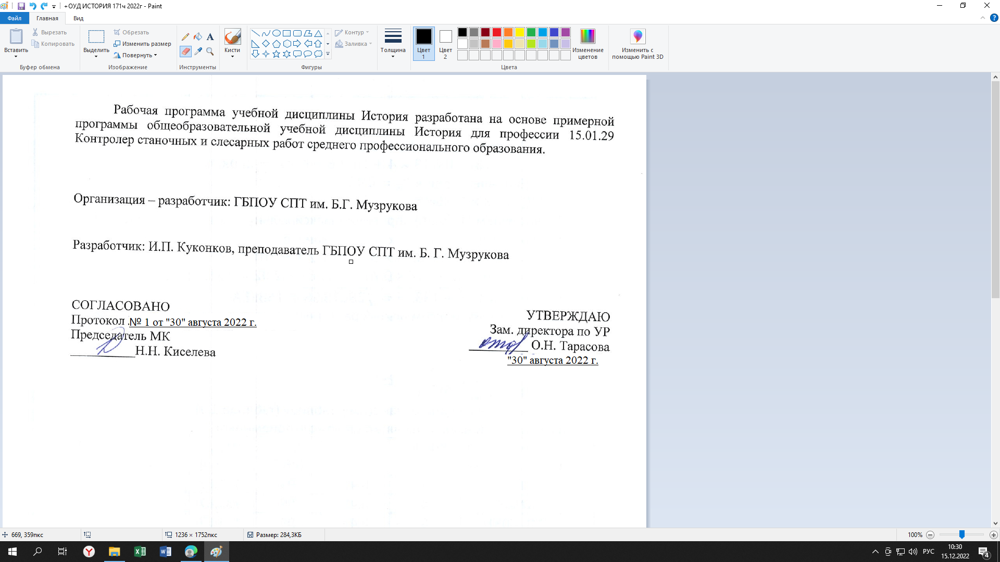 +ОУД ИСТОРИЯ 171ч 2022г - Paint
Файл
Главная
Вид
Вставить
Вырезать
Копировать
Буфер обмена
Выделить
Обрезать
Изменить размер
Повернуть
Изображение
Инструменты
Кисти
Фигуры
Контур
Заливка
Толщина
Цвет 1
Цвет 2
Изменение цветов
Цвета
Изменить с помощью Paint 3D
Рабочая программа учебной дисциплины История разработана на основе примерной
программы общеобразовательной учебной дисциплины История для профессии 15.01.29
Контролер станочных и слесарных работ среднего профессионального образования.
Организация – разработчик: ГБПОУ СПТ им. Б.Г. Музрукова
Разработчик: И.П. Куконков, преподаватель ГБПОУ СПТ им. Б. Г. Музрукова
СОГЛАСОВАНО
Протокол № 1 от "30" августа 2022 г.
Председатель МК
Н.Н. Киселева
УТВЕРЖДАЮ
Зам. директора по УР
О.Н. Тарасова
"30" августа 2022 г.
669, 359пкс
1236 × 1752пкс
Размер: 284,3КБ
100%
РУС
10:30
15.12.2022
4